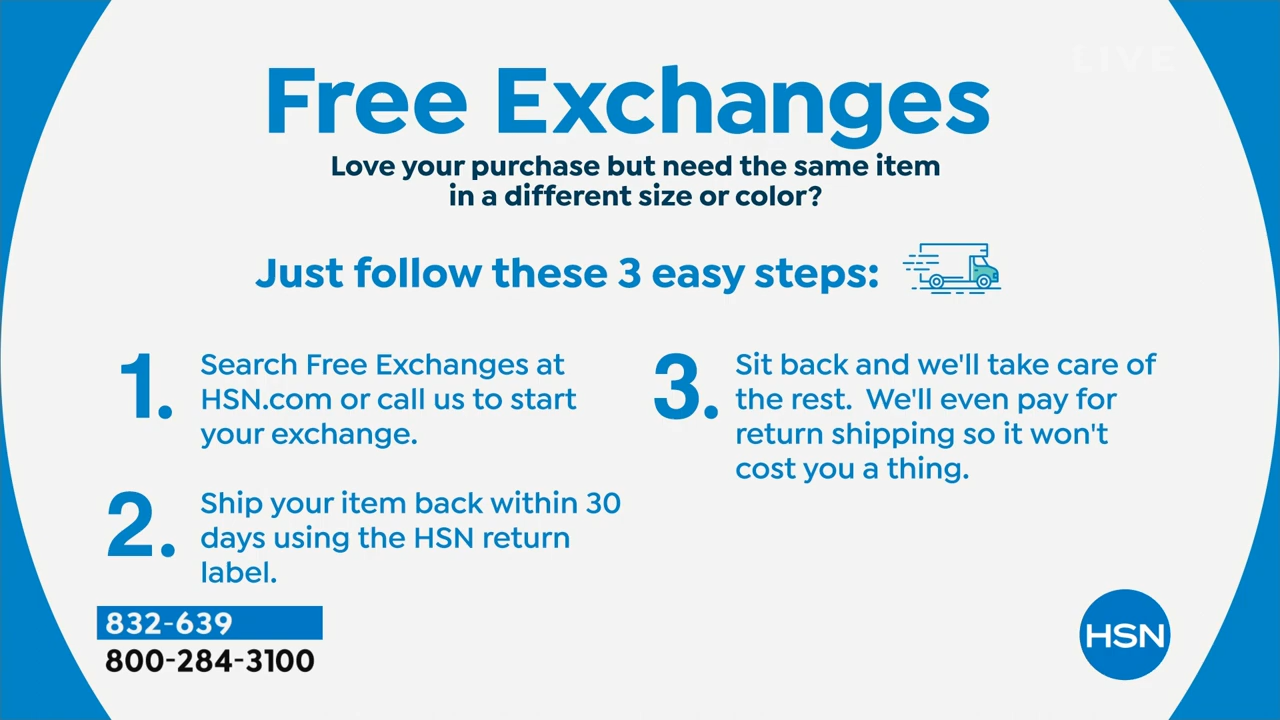 LIVE
Free Exchanges
Love your purchase but need the same item
in a different size or color?
Just follow these 3 easy steps:
1. Search Free Exchanges at
HSN.com or call us to start
your exchange.
2. Ship your item back within 30
days using the HSN return
label.
3. Sit back and we'll take care of
the rest. We'll even pay for
return shipping so it won't
cost you a thing.
832-639
800-284-3100
HSN